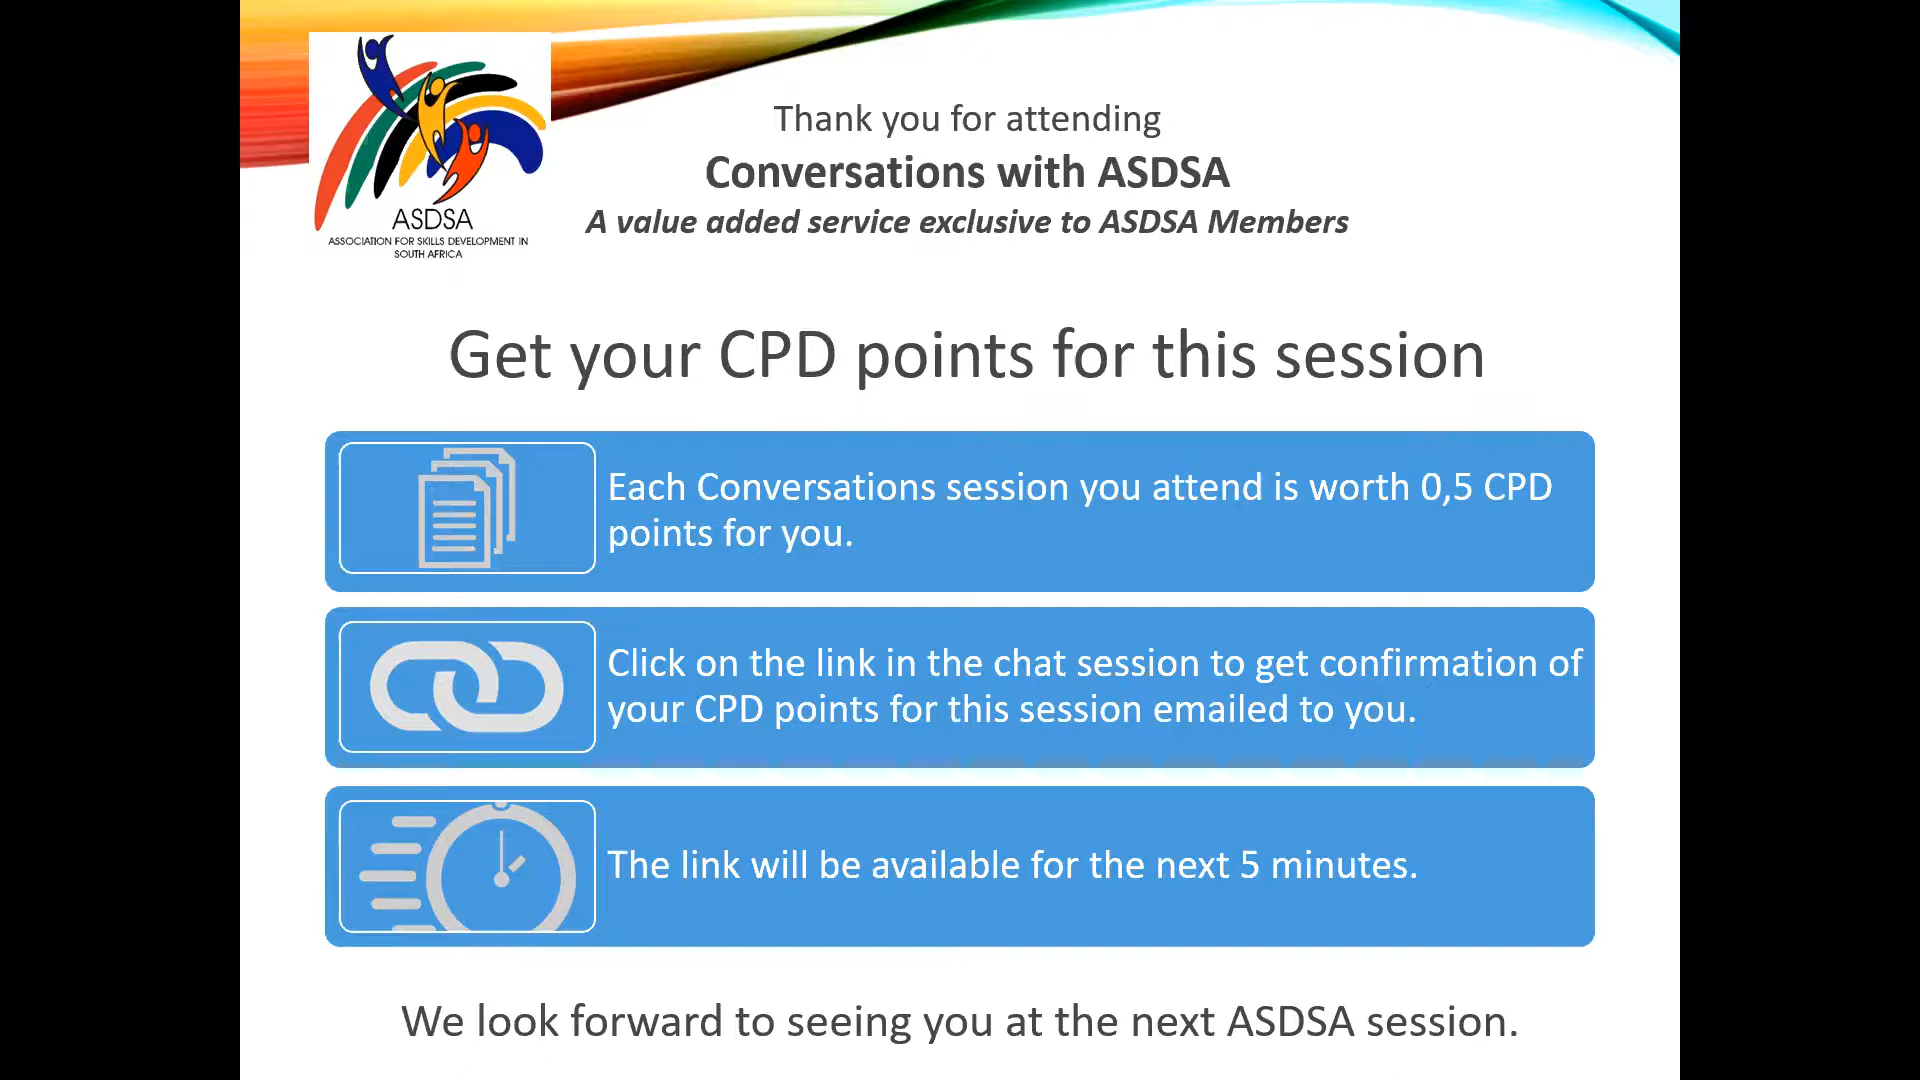 ASDSA
ASSOCIATION FOR SKILLS DEVELOPMENT IN
SOUTH AFRICA
Thank you for attending
Conversations with ASDSA
A value added service exclusive to ASDSA Members
Get your CPD points for this session
Each Conversations session you attend is worth 0,5 CPD
points for you.
Click on the link in the chat session to get confirmation of
your CPD points for this session emailed to you.
The link will be available for the next 5 minutes.
We look forward to seeing you at the next ASDSA session.